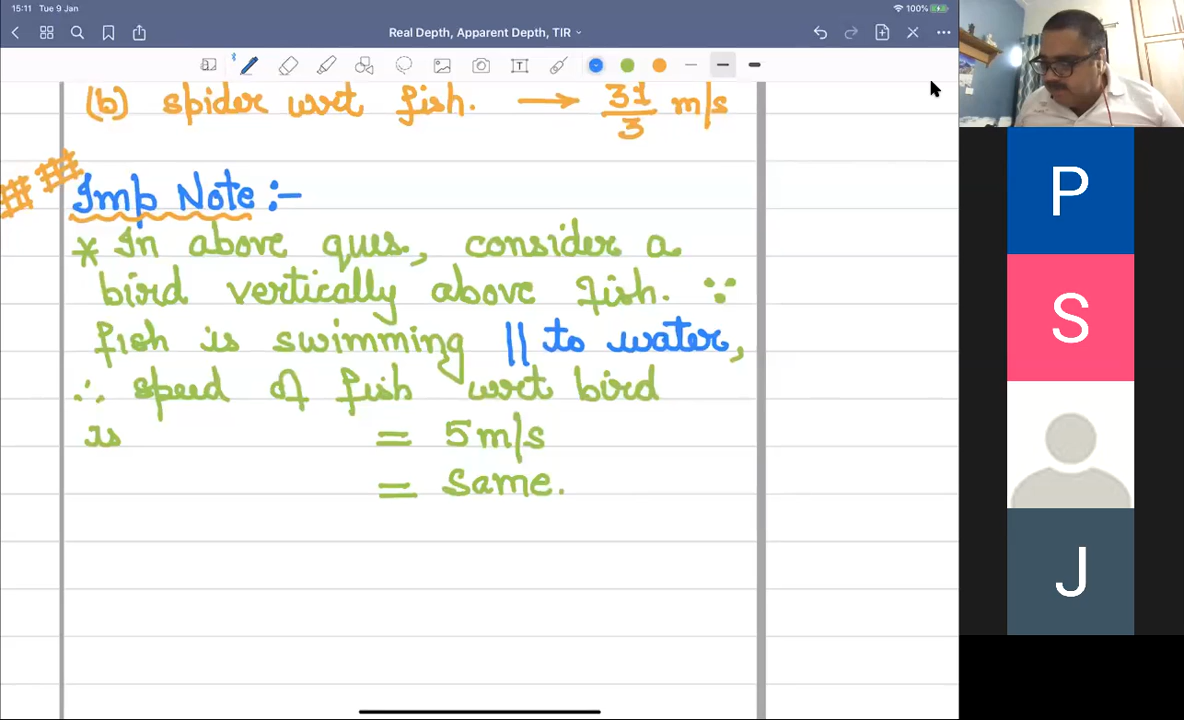 15:11 Tue 9 Jan
100%
Real Depth, Apparent Depth, TIR
(b) spider wrt fish. → 31/3 m/s
Imp Note :-
* In above ques., consider a
bird vertically above fish. ∵
fish is swimming || to water,
∴ speed of fish wrt bird
is = 5 m/s
= Same.
P
S
J